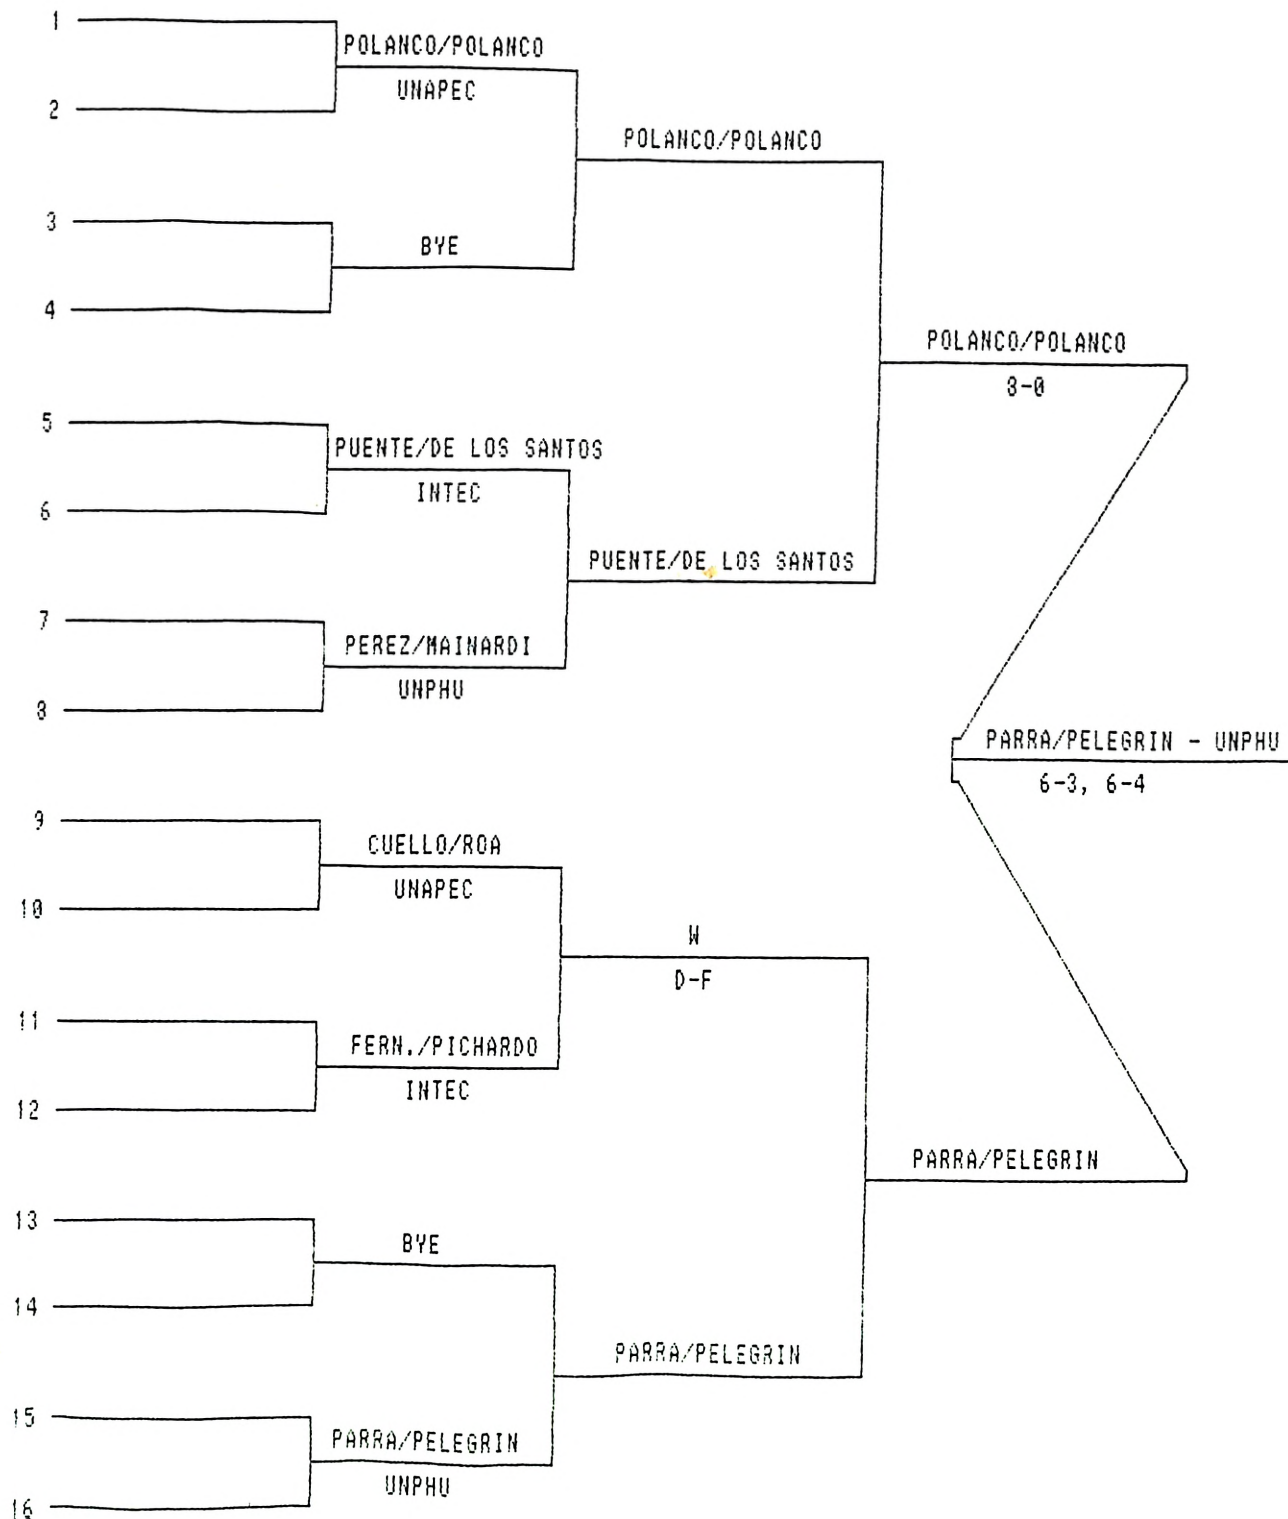 1
POLANCO/POLANCO
UNAPEC
2
POLANCO/POLANCO
3
BYE
4
POLANCO/POLANCO
8-0
5
PUENTE/DE LOS SANTOS
INTEC
6
PUENTE/DE LOS SANTOS
7
PEREZ/MAINARDI
UNPHU
8
PARRA/PELEGRIN - UNPHU
6-3, 6-4
9
CUELLO/ROA
UNAPEC
10
W
D-F
11
FERN./PICHARDO
INTEC
12
PARRA/PELEGRIN
13
BYE
14
PARRA/PELEGRIN
15
PARRA/PELEGRIN
UNPHU
16